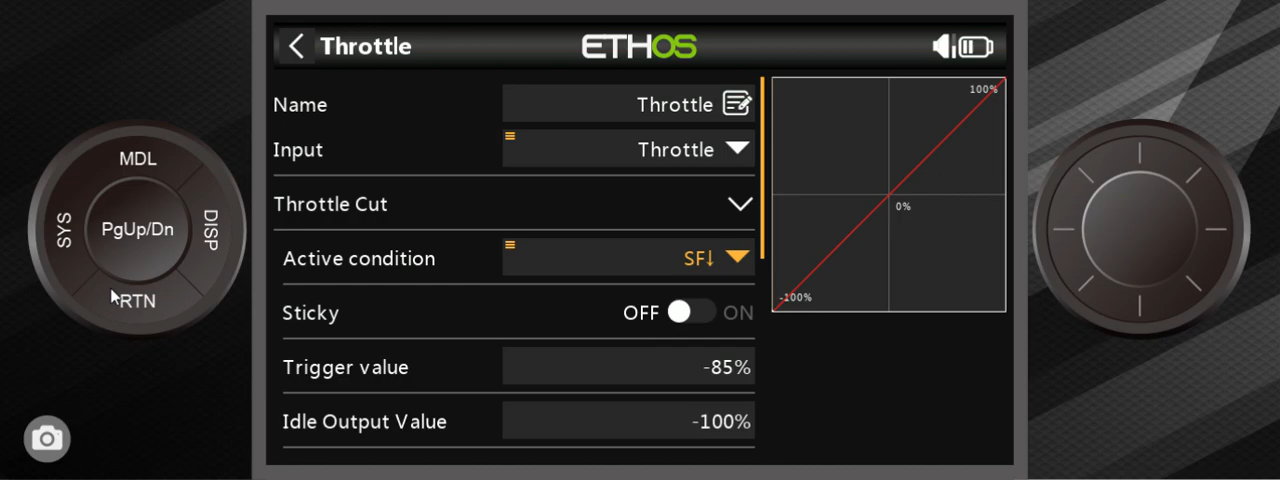 Throttle
ETHOS
Name Throttle
Input Throttle
Throttle Cut
Active condition SF↓
Sticky OFF ON
Trigger value -85%
Idle Output Value -100%
100%
0%
-100%
MDL
SYS
PgUp/Dn
DISP
RTN